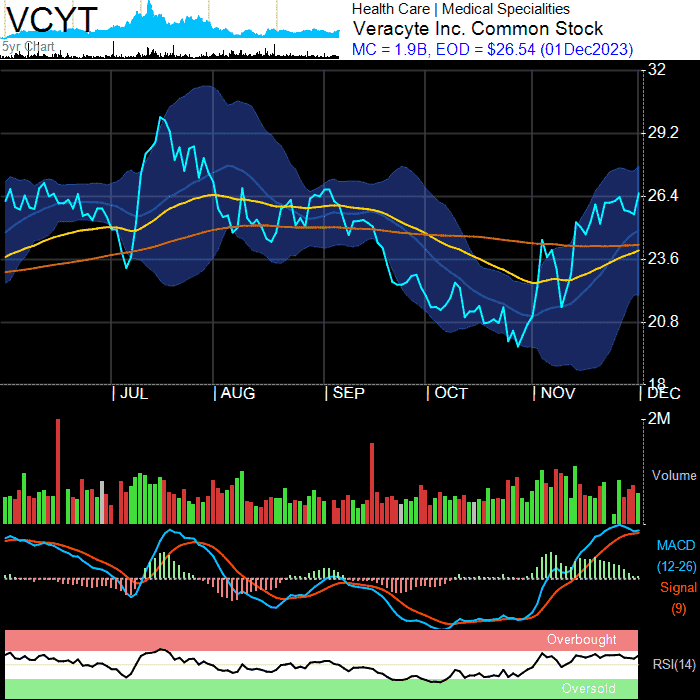 VCYT
5yr Chart
Health Care | Medical Specialities
Veracyte Inc. Common Stock
MC = 1.9B, EOD = $26.54 (01Dec2023)
32
29.2
26.4
23.6
20.8
18
| JUL | AUG | SEP | OCT | NOV | DEC
2M
Volume
MACD
(12-26)
Signal
(9)
Overbought
RSI(14)
Oversold